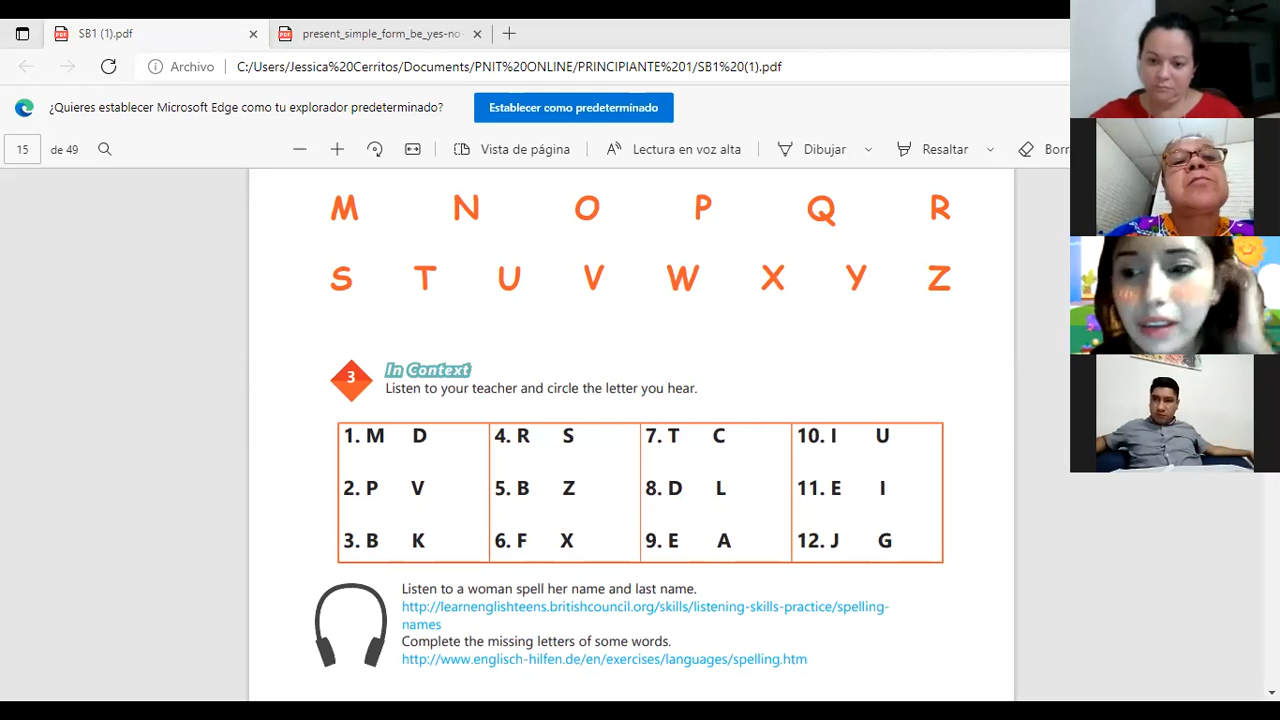 SB1 (1).pdf
present_simple_form_be_yes-no
Archivo C:/Users/Jessica%20Cerritos/Documents/PNIT%20ONLINE/PRINCIPIANTE%201/SB1%20(1).pdf
¿Quieres establecer Microsoft Edge como tu explorador predeterminado? Establecer como predeterminado
15 de 49 Vista de página Lectura en voz alta Dibujar Resaltar Borr
M N O P Q R
S T U V W X Y Z
3 In Context
Listen to your teacher and circle the letter you hear.
1. M D 4. R S 7. T C 10. I U
2. P V 5. B Z 8. D L 11. E I
3. B K 6. F X 9. E A 12. J G
Listen to a woman spell her name and last name.
http://learnenglishteens.britishcouncil.org/skills/listening-skills-practice/spelling-
names
Complete the missing letters of some words.
http://www.englisch-hilfen.de/en/exercises/languages/spelling.htm